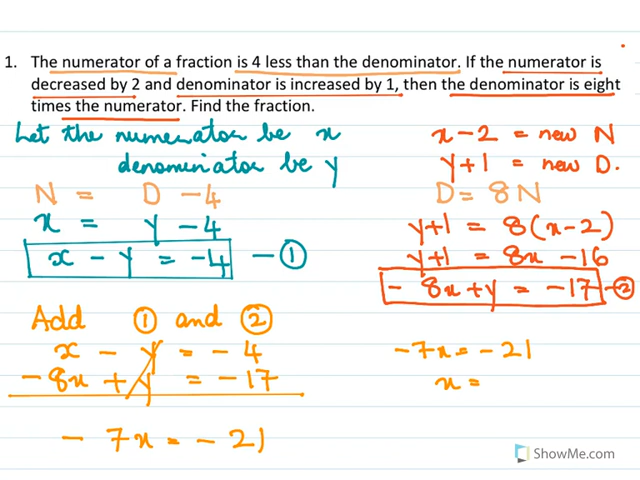 1. The numerator of a fraction is 4 less than the denominator. If the numerator is
decreased by 2 and denominator is increased by 1, then the denominator is eight
times the numerator. Find the fraction.
Let the numerator be x
denominator be y
N = D - 4
x = y - 4
x - y = -4 - ①
x - 2 = new N
y + 1 = new D.
D = 8N
y+1 = 8(x-2)
y+1 = 8x - 16
- 8x + y = -17 - ②
Add ① and ②
x - y = - 4
- 8x + y = - 17
- 7x = - 21
-7x = - 21
x =
ShowMe.com